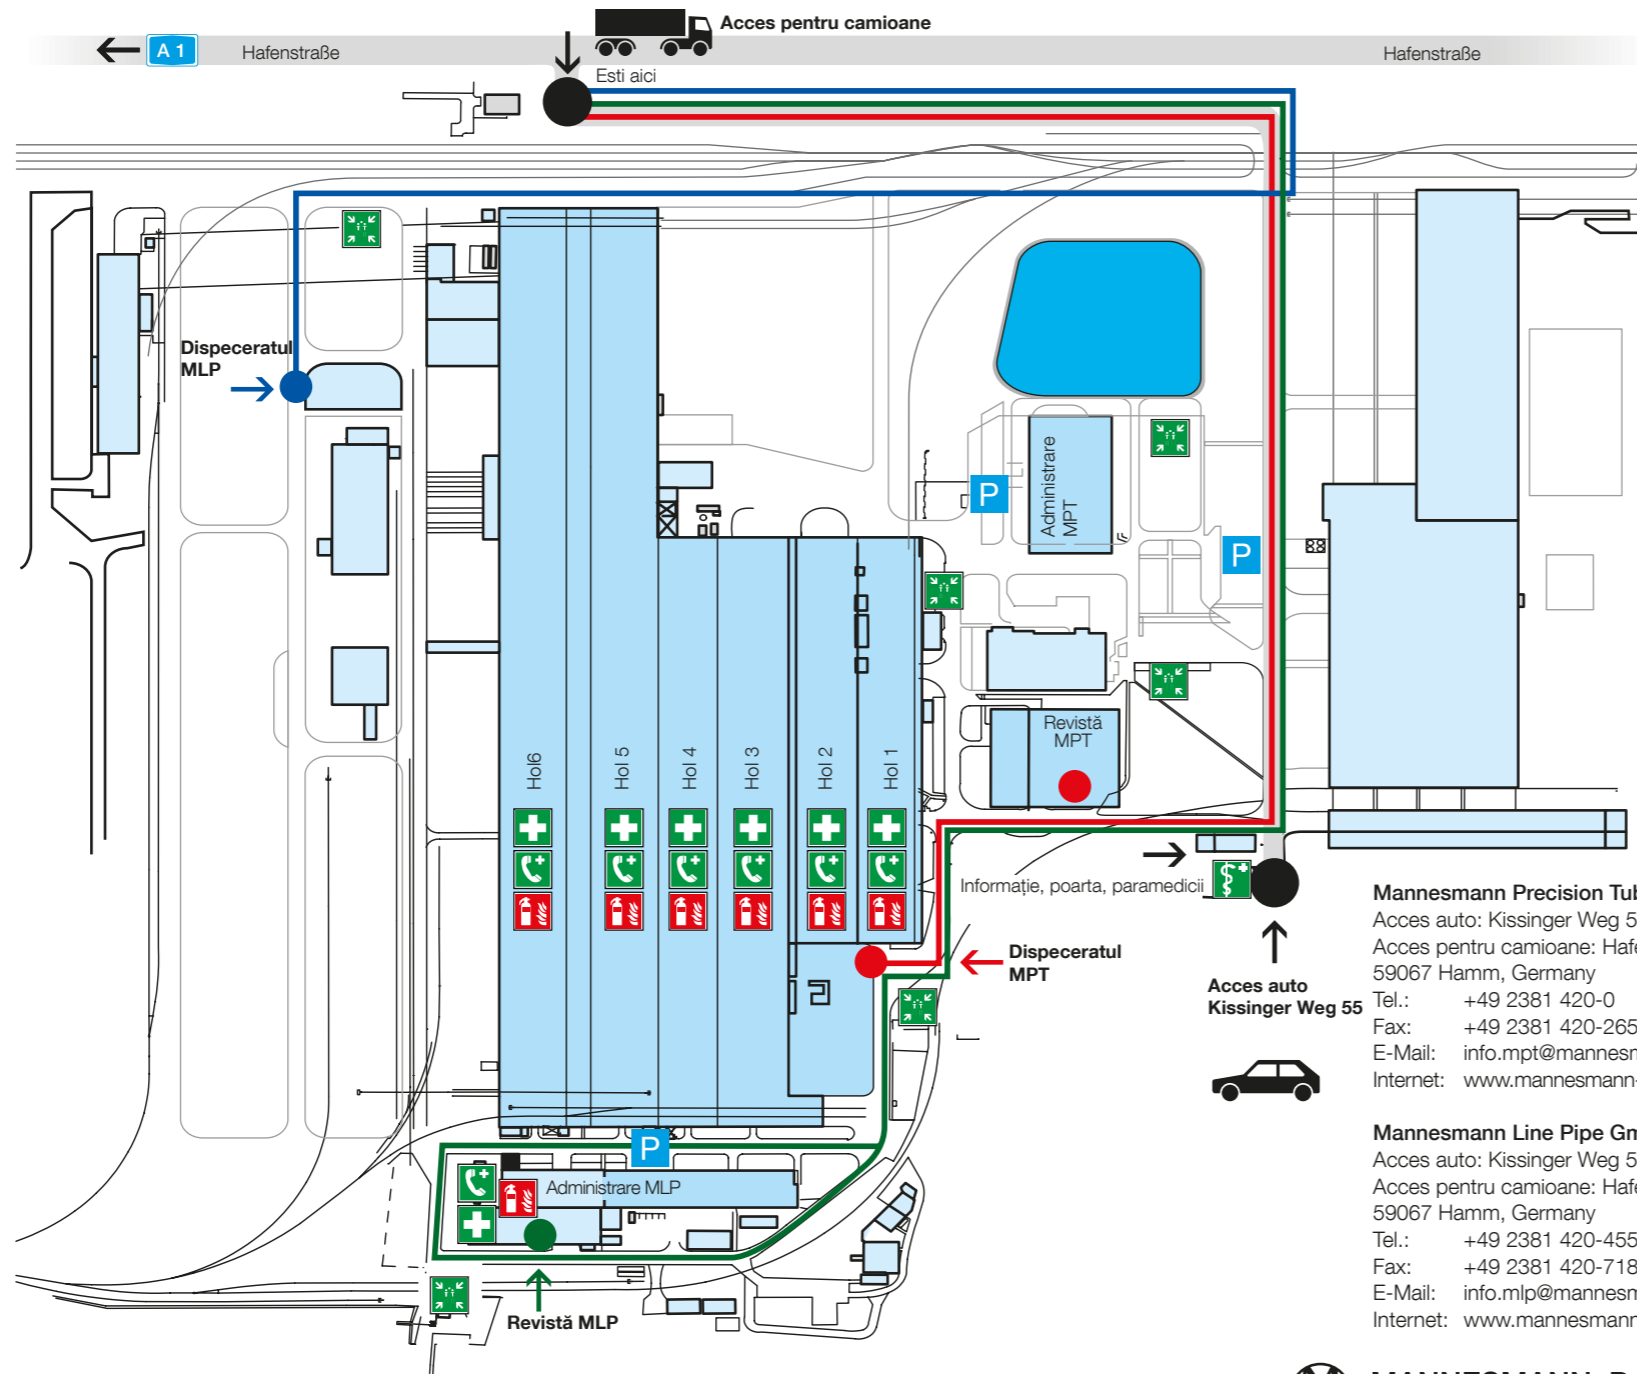 Acces pentru camioane
A 1
Hafenstraße
Hafenstraße
Esti aici
Dispeceratul
MLP
Administrare
MPT
P
P
Revistă
MPT
Hol6
Hol 5
Hol 4
Hol 3
Hol 2
Hol 1
Informație, poarta, paramedicii
Dispeceratul
MPT
Acces auto
Kissinger Weg 55
P
Administrare MLP
Revistă MLP
Mannesmann Precision Tub
Acces auto: Kissinger Weg 5
Acces pentru camioane: Hafe
59067 Hamm, Germany
Tel.: +49 2381 420-0
Fax: +49 2381 420-265
E-Mail: info.mpt@mannesm
Internet: www.mannesmann-
Mannesmann Line Pipe Gm
Acces auto: Kissinger Weg 5
Acces pentru camioane: Hafe
59067 Hamm, Germany
Tel.: +49 2381 420-455
Fax: +49 2381 420-718
E-Mail: info.mlp@mannesm
Internet: www.mannesmann